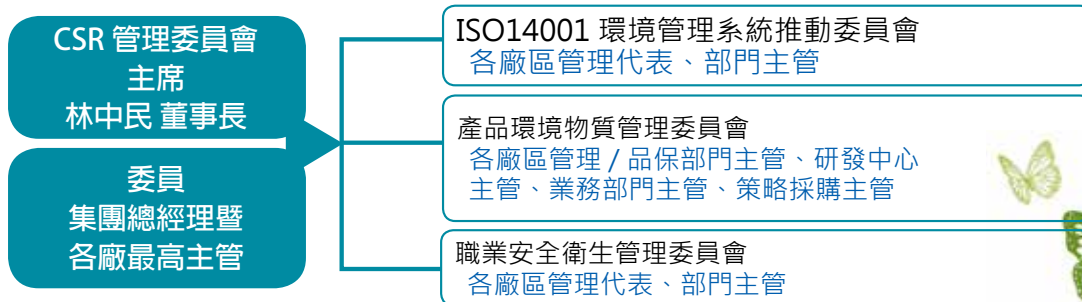 CSR 管理委員會
主席
林中民 董事長
委員
集團總經理暨
各廠最高主管
ISO14001 環境管理系統推動委員會
各廠區管理代表、部門主管
產品環境物質管理委員會
各廠區管理 / 品保部門主管、研發中心
主管、業務部門主管、策略採購主管
職業安全衛生管理委員會
各廠區管理代表、部門主管